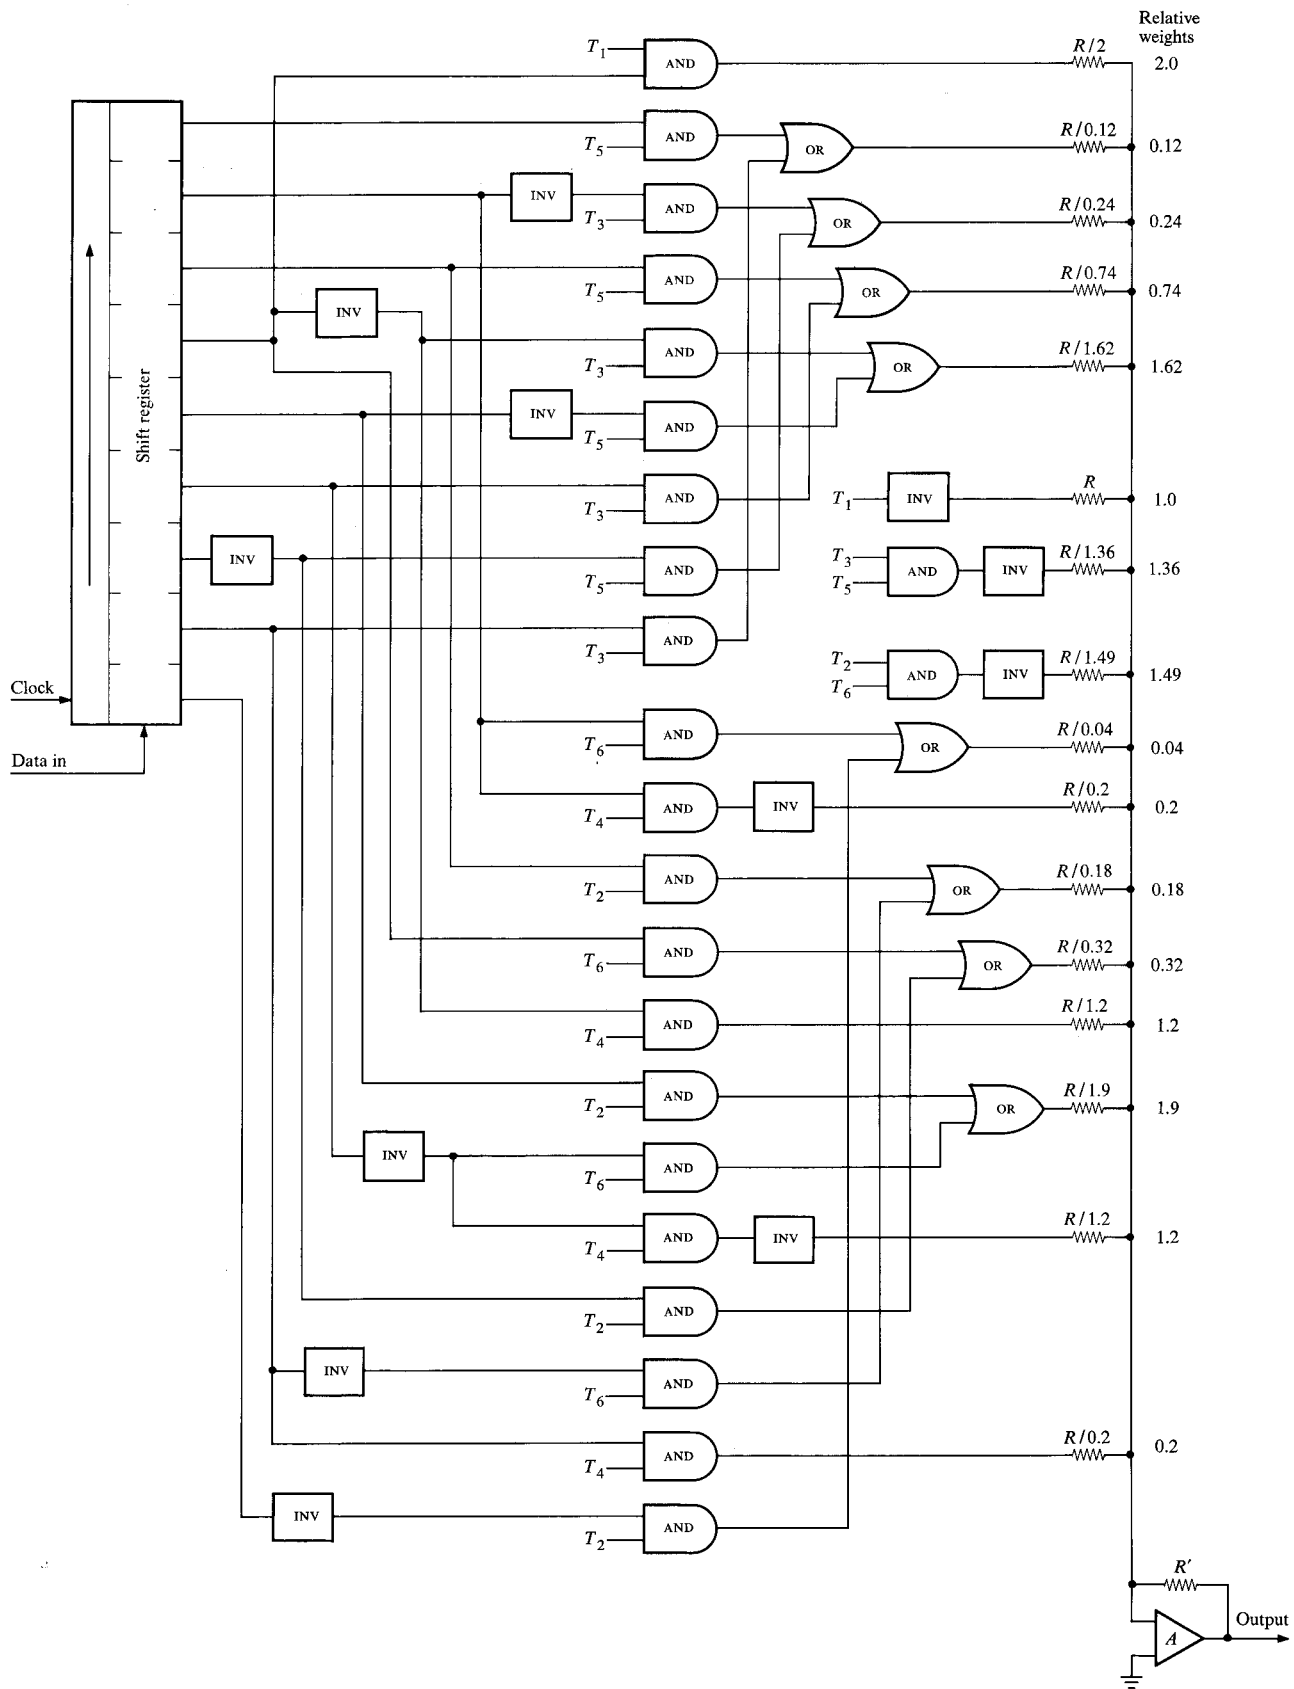 Relative
weights
T1
AND
R/2
2.0
AND
T5
OR
R/0.12
0.12
INV
AND
T3
OR
R/0.24
0.24
AND
T5
OR
R/0.74
0.74
INV
AND
T3
OR
R/1.62
1.62
Shift register
INV
AND
T5
AND
T3
T1
INV
R
1.0
INV
AND
T5
T3
T5
AND
INV
R/1.36
1.36
AND
T3
T2
T6
AND
INV
R/1.49
1.49
Clock
Data in
AND
T6
OR
R/0.04
0.04
AND
T4
INV
R/0.2
0.2
AND
T2
OR
R/0.18
0.18
AND
T6
OR
R/0.32
0.32
AND
T4
R/1.2
1.2
AND
T2
OR
R/1.9
1.9
INV
AND
T6
AND
T4
INV
R/1.2
1.2
AND
T2
INV
AND
T6
AND
T4
R/0.2
0.2
INV
AND
T2
R′
A
Output